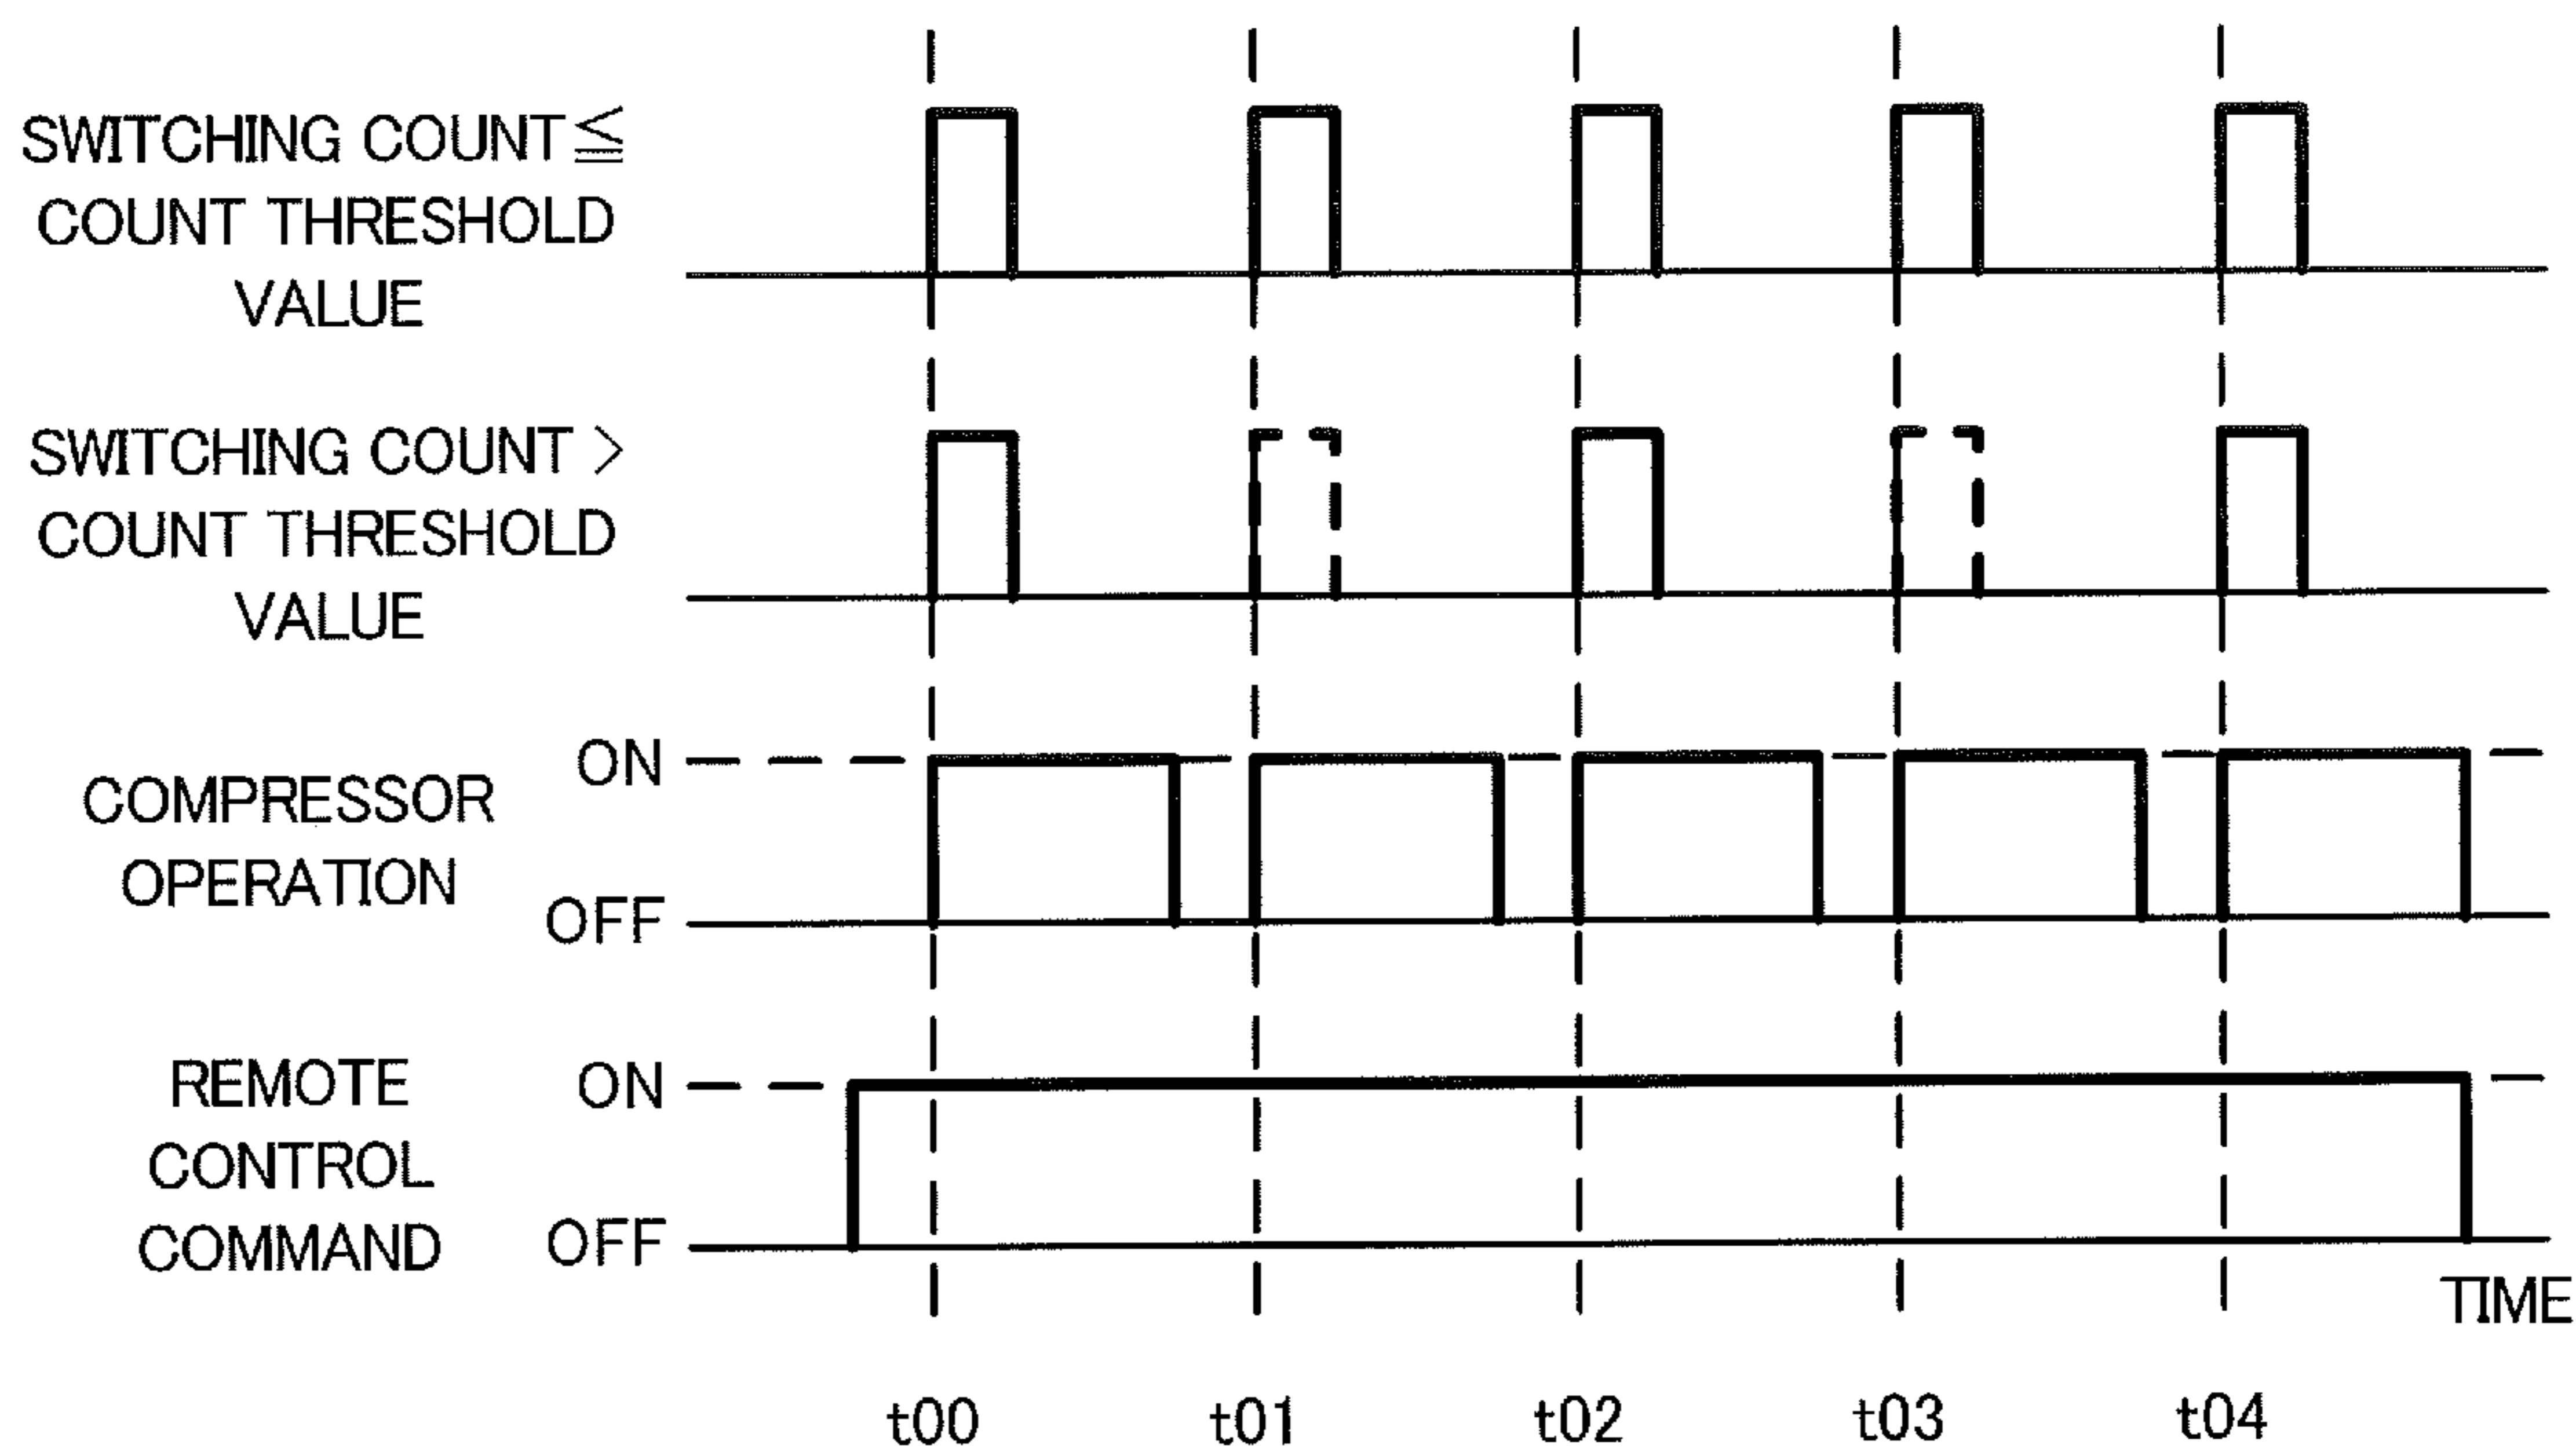 SWITCHING COUNT≦
COUNT THRESHOLD
VALUE
SWITCHING COUNT >
COUNT THRESHOLD
VALUE
COMPRESSOR
OPERATION
ON
OFF
REMOTE
CONTROL
COMMAND
ON
OFF
TIME
t00 t01 t02 t03 t04